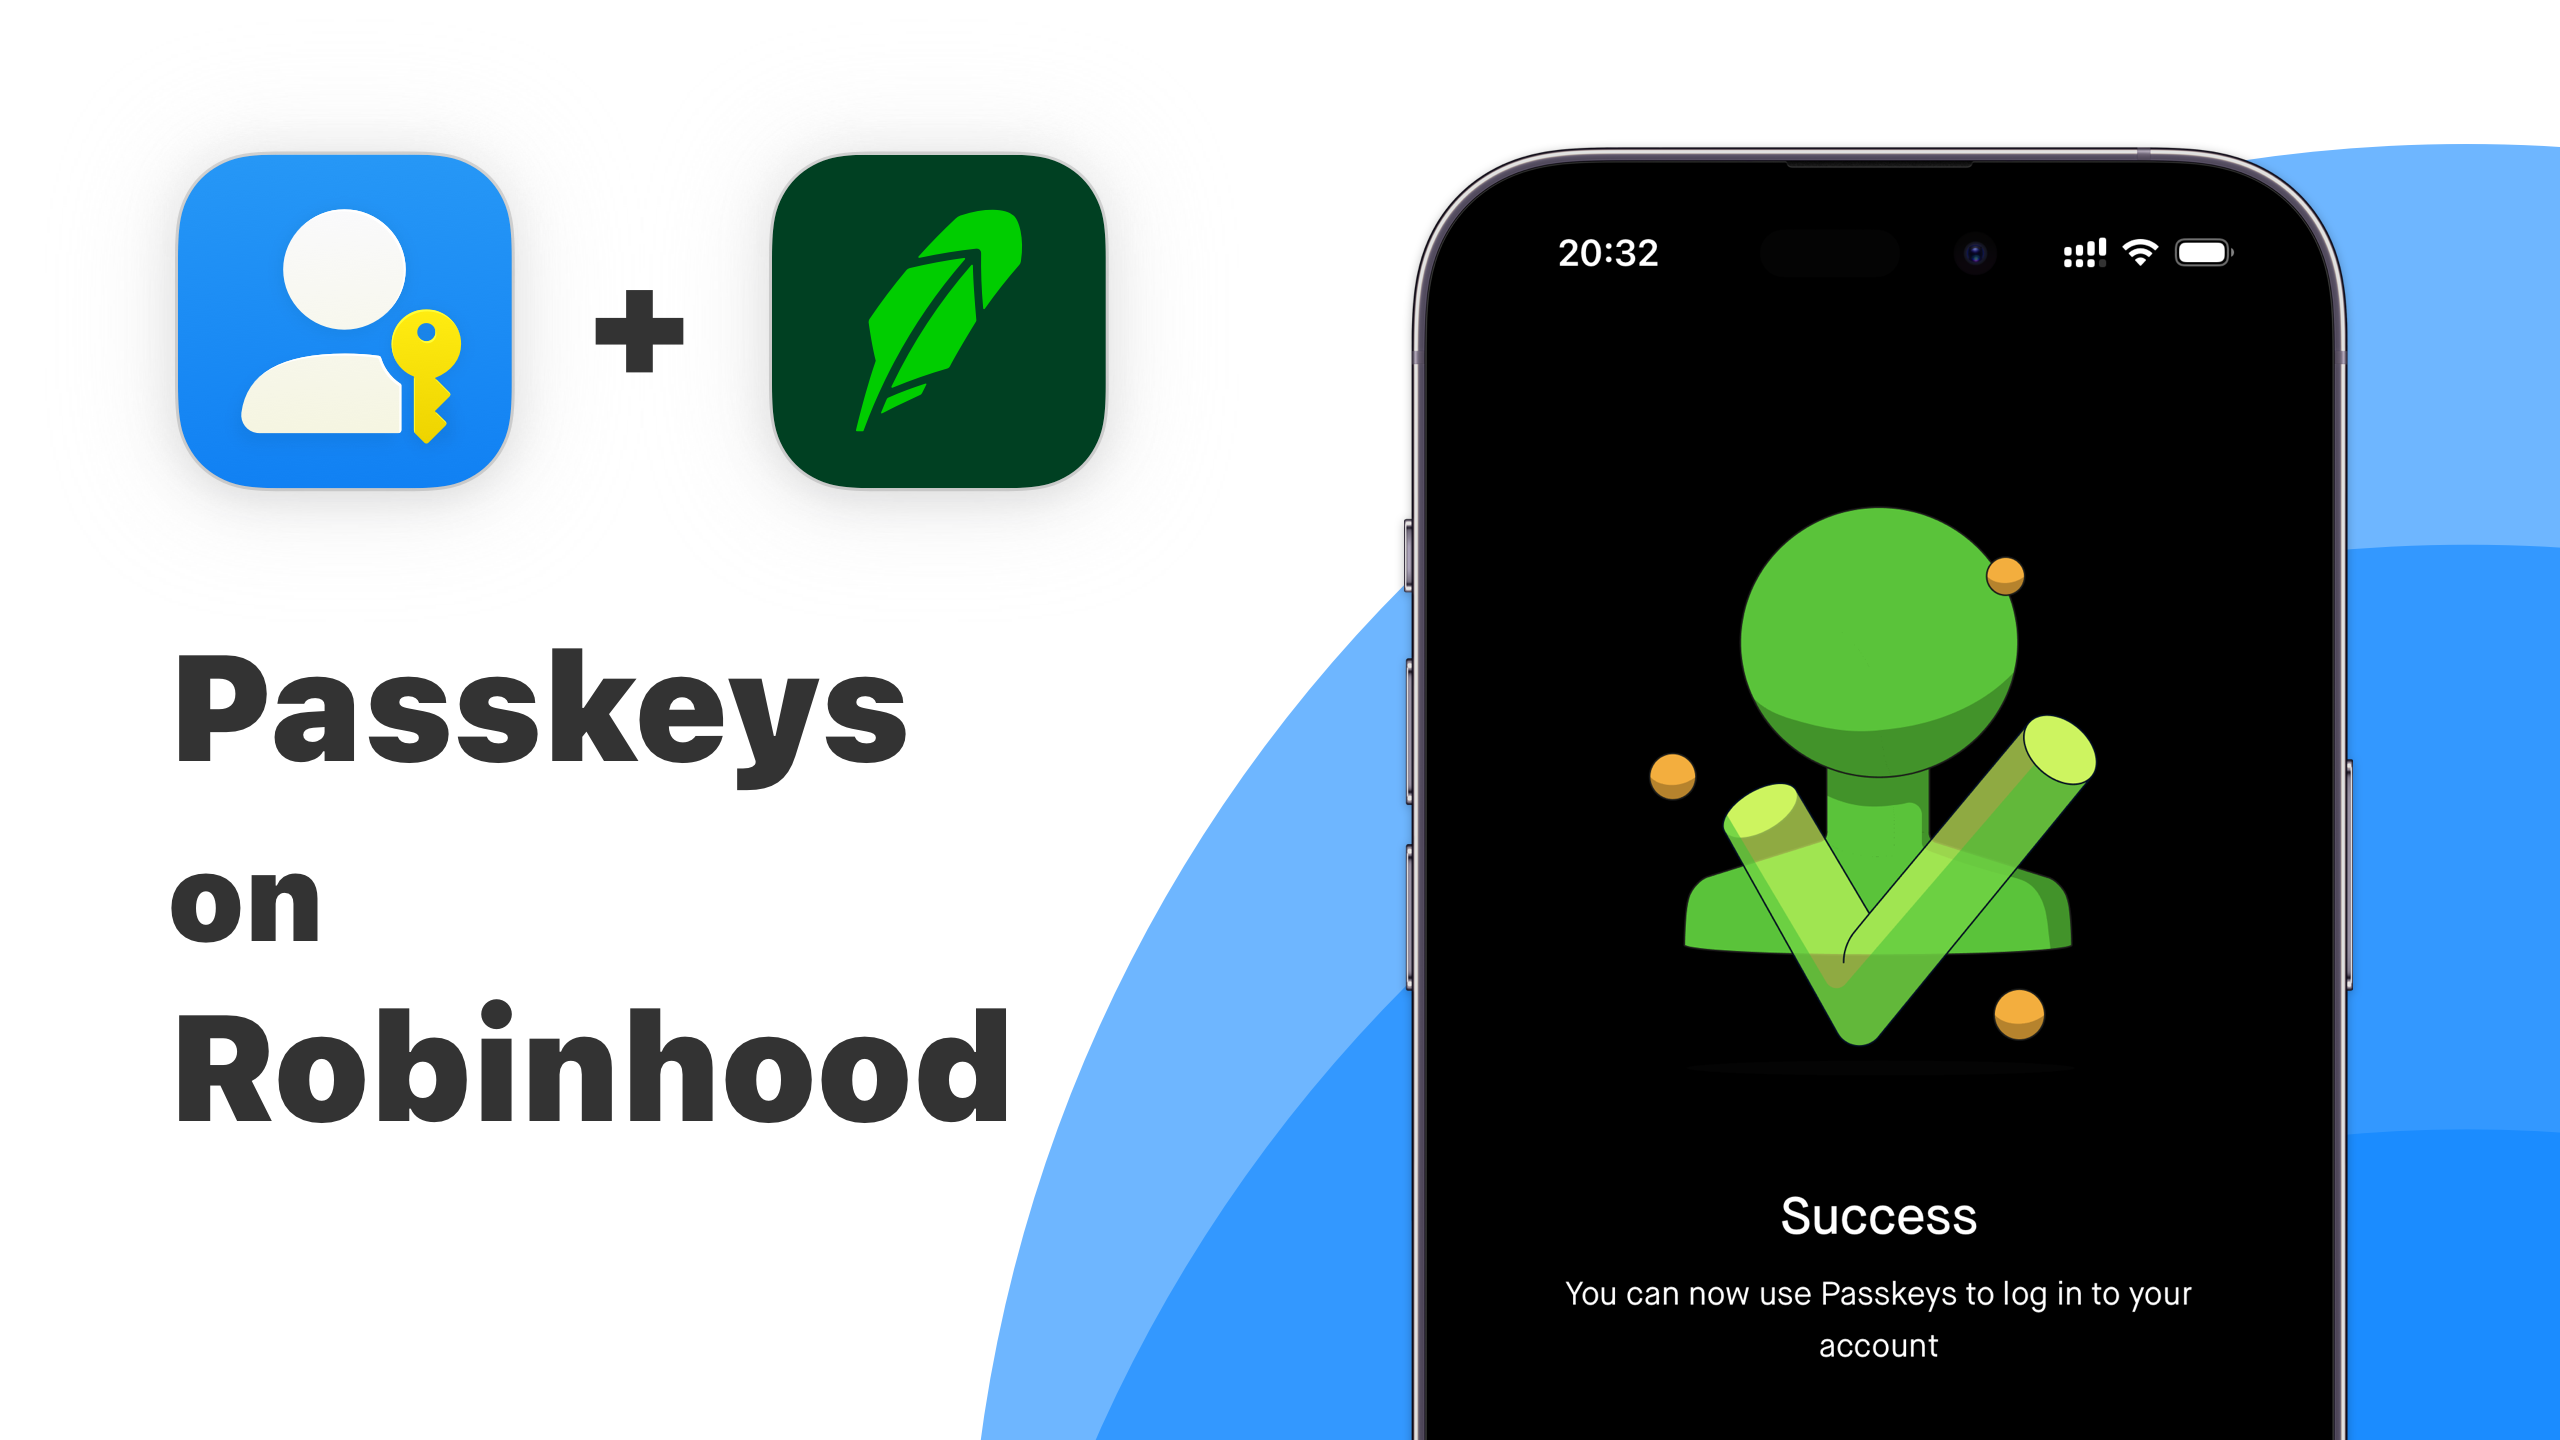 +
Passkeys
on
Robinhood
20:32
Success
You can now use Passkeys to log in to your
account